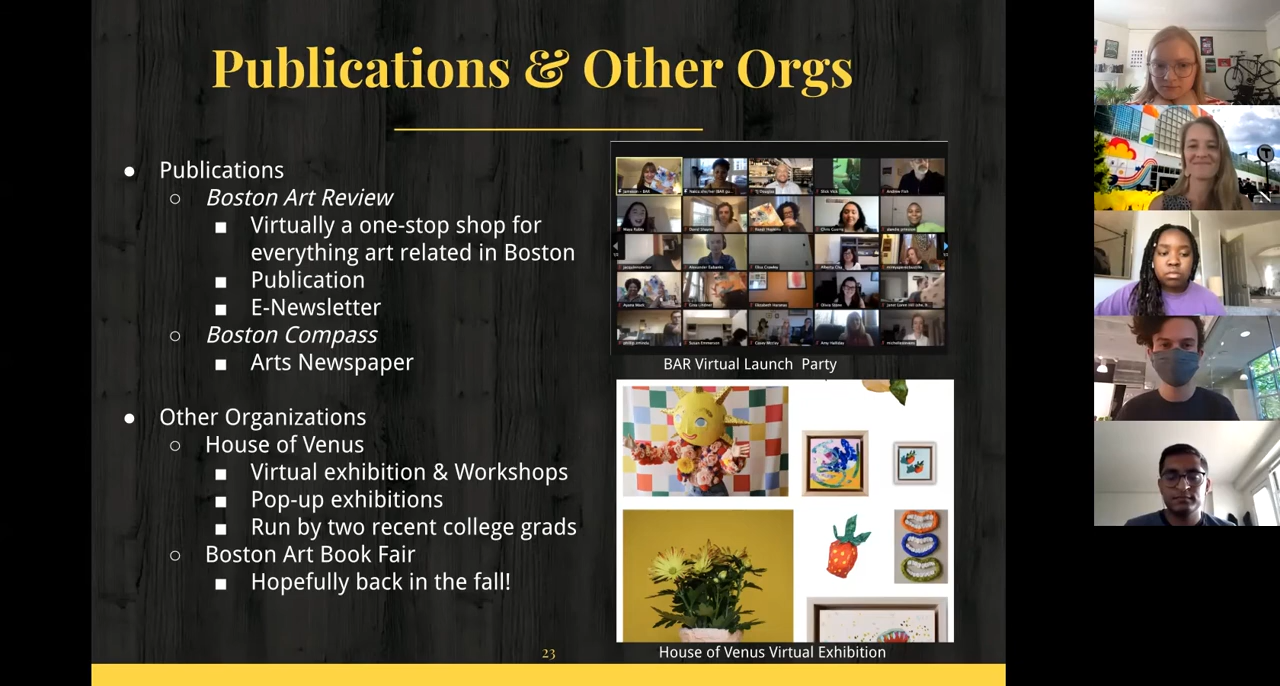 Publications & Other Orgs
● Publications
○ Boston Art Review
■ Virtually a one-stop shop for
everything art related in Boston
■ Publication
■ E-Newsletter
○ Boston Compass
■ Arts Newspaper
● Other Organizations
○ House of Venus
■ Virtual exhibition & Workshops
■ Pop-up exhibitions
■ Run by two recent college grads
○ Boston Art Book Fair
■ Hopefully back in the fall!
BAR Virtual Launch Party
House of Venus Virtual Exhibition
23
T